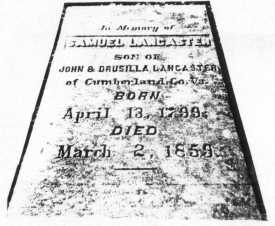 In Memory of
SAMUEL LANCASTER
SON OF
JOHN & DRUSILLA LANCASTER
of Cumberland Co. Va.
BORN
April 13, 1799.
DIED
March 2, 1859.